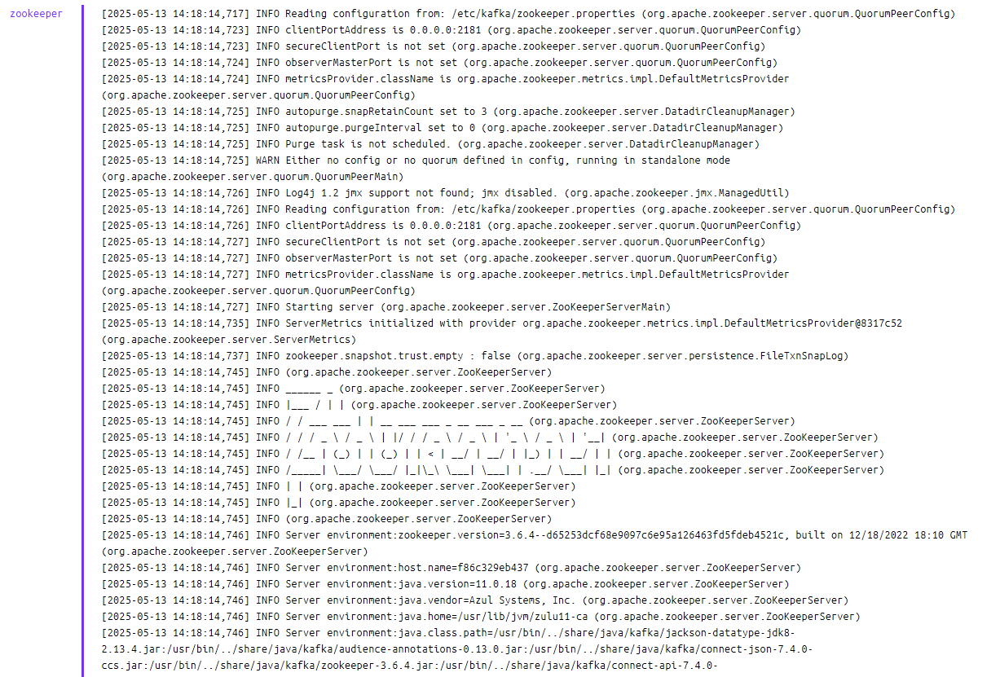 zookeeper
[2025-05-13 14:18:14,717] INFO Reading configuration from: /etc/kafka/zookeeper.properties (org.apache.zookeeper.server.quorum.QuorumPeerConfig)
[2025-05-13 14:18:14,723] INFO clientPortAddress is 0.0.0.0:2181 (org.apache.zookeeper.server.quorum.QuorumPeerConfig)
[2025-05-13 14:18:14,723] INFO secureClientPort is not set (org.apache.zookeeper.server.quorum.QuorumPeerConfig)
[2025-05-13 14:18:14,724] INFO observerMasterPort is not set (org.apache.zookeeper.server.quorum.QuorumPeerConfig)
[2025-05-13 14:18:14,724] INFO metricsProvider.className is org.apache.zookeeper.metrics.impl.DefaultMetricsProvider
(org.apache.zookeeper.server.quorum.QuorumPeerConfig)
[2025-05-13 14:18:14,725] INFO autopurge.snapRetainCount set to 3 (org.apache.zookeeper.server.DatadirCleanupManager)
[2025-05-13 14:18:14,725] INFO autopurge.purgeInterval set to 0 (org.apache.zookeeper.server.DatadirCleanupManager)
[2025-05-13 14:18:14,725] INFO Purge task is not scheduled. (org.apache.zookeeper.server.DatadirCleanupManager)
[2025-05-13 14:18:14,725] WARN Either no config or no quorum defined in config, running in standalone mode
(org.apache.zookeeper.server.quorum.QuorumPeerMain)
[2025-05-13 14:18:14,726] INFO Log4j 1.2 jmx support not found; jmx disabled. (org.apache.zookeeper.jmx.ManagedUtil)
[2025-05-13 14:18:14,726] INFO Reading configuration from: /etc/kafka/zookeeper.properties (org.apache.zookeeper.server.quorum.QuorumPeerConfig)
[2025-05-13 14:18:14,726] INFO clientPortAddress is 0.0.0.0:2181 (org.apache.zookeeper.server.quorum.QuorumPeerConfig)
[2025-05-13 14:18:14,727] INFO secureClientPort is not set (org.apache.zookeeper.server.quorum.QuorumPeerConfig)
[2025-05-13 14:18:14,727] INFO observerMasterPort is not set (org.apache.zookeeper.server.quorum.QuorumPeerConfig)
[2025-05-13 14:18:14,727] INFO metricsProvider.className is org.apache.zookeeper.metrics.impl.DefaultMetricsProvider
(org.apache.zookeeper.server.quorum.QuorumPeerConfig)
[2025-05-13 14:18:14,727] INFO Starting server (org.apache.zookeeper.server.ZooKeeperServerMain)
[2025-05-13 14:18:14,735] INFO ServerMetrics initialized with provider org.apache.zookeeper.metrics.impl.DefaultMetricsProvider@8317c52
(org.apache.zookeeper.server.ServerMetrics)
[2025-05-13 14:18:14,737] INFO zookeeper.snapshot.trust.empty : false (org.apache.zookeeper.server.persistence.FileTxnSnapLog)
[2025-05-13 14:18:14,745] INFO (org.apache.zookeeper.server.ZooKeeperServer)
[2025-05-13 14:18:14,745] INFO ______ _ (org.apache.zookeeper.server.ZooKeeperServer)
[2025-05-13 14:18:14,745] INFO |___ / | | (org.apache.zookeeper.server.ZooKeeperServer)
[2025-05-13 14:18:14,745] INFO / / ___ ___ | | __ ___ ___ _ __ ___ _ __ (org.apache.zookeeper.server.ZooKeeperServer)
[2025-05-13 14:18:14,745] INFO / / / _ \ / _ \ | |/ / / _ \ / _ \ | '_ \ / _ \ | '__| (org.apache.zookeeper.server.ZooKeeperServer)
[2025-05-13 14:18:14,745] INFO / /__ | (_) | | (_) | | < | __/ | __/ | |_) | | __/ | | (org.apache.zookeeper.server.ZooKeeperServer)
[2025-05-13 14:18:14,745] INFO /_____| \___/ \___/ |_|\_\ \___| \___| | .__/ \___| |_| (org.apache.zookeeper.server.ZooKeeperServer)
[2025-05-13 14:18:14,745] INFO | | (org.apache.zookeeper.server.ZooKeeperServer)
[2025-05-13 14:18:14,745] INFO |_| (org.apache.zookeeper.server.ZooKeeperServer)
[2025-05-13 14:18:14,745] INFO (org.apache.zookeeper.server.ZooKeeperServer)
[2025-05-13 14:18:14,746] INFO Server environment:zookeeper.version=3.6.4--d65253dcf68e9097c6e95a126463fd5fdeb4521c, built on 12/18/2022 18:10 GMT
(org.apache.zookeeper.server.ZooKeeperServer)
[2025-05-13 14:18:14,746] INFO Server environment:host.name=f86c329eb437 (org.apache.zookeeper.server.ZooKeeperServer)
[2025-05-13 14:18:14,746] INFO Server environment:java.version=11.0.18 (org.apache.zookeeper.server.ZooKeeperServer)
[2025-05-13 14:18:14,746] INFO Server environment:java.vendor=Azul Systems, Inc. (org.apache.zookeeper.server.ZooKeeperServer)
[2025-05-13 14:18:14,746] INFO Server environment:java.home=/usr/lib/jvm/zulu11-ca (org.apache.zookeeper.server.ZooKeeperServer)
[2025-05-13 14:18:14,746] INFO Server environment:java.class.path=/usr/bin/../share/java/kafka/jackson-datatype-jdk8-
2.13.4.jar:/usr/bin/../share/java/kafka/audience-annotations-0.13.0.jar:/usr/bin/../share/java/kafka/connect-json-7.4.0-
ccs.jar:/usr/bin/../share/java/kafka/zookeeper-3.6.4.jar:/usr/bin/../share/java/kafka/connect-api-7.4.0-